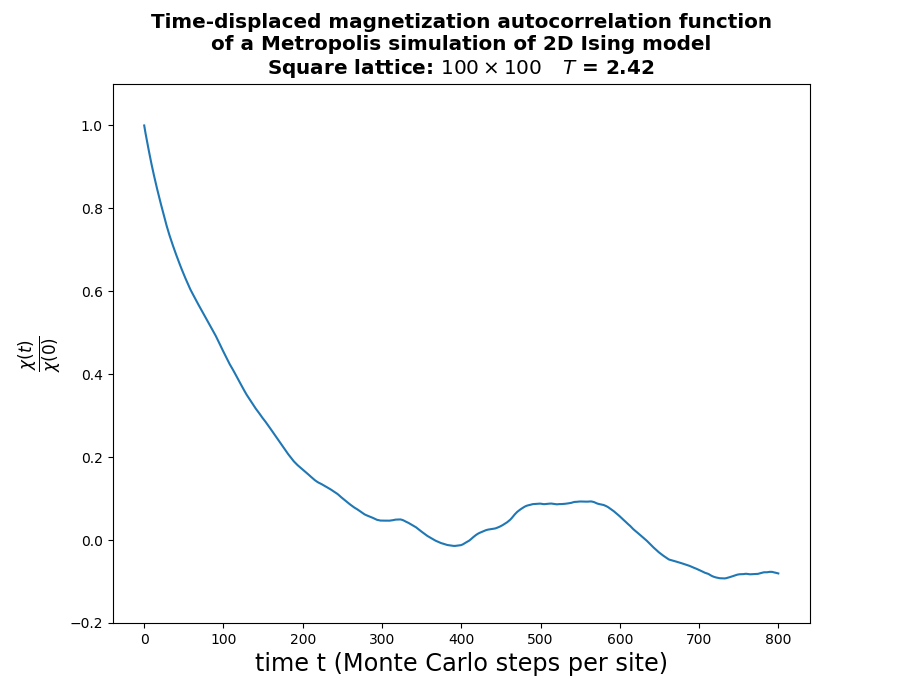 Time-displaced magnetization autocorrelation function
of a Metropolis simulation of 2D Ising model
Square lattice: 100 × 100 T = 2.42
1.0
0.8
0.6
0.4
0.2
0.0
−0.2
χ(t)
χ(0)
0 100 200 300 400 500 600 700 800
time t (Monte Carlo steps per site)